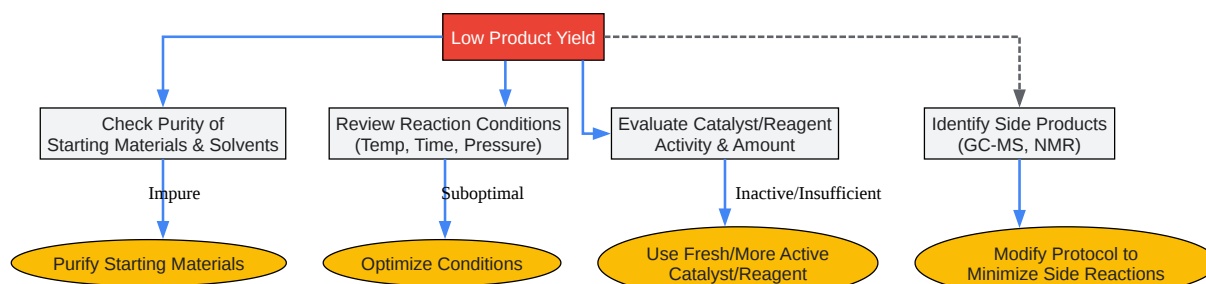 Low Product Yield
Check Purity of
Starting Materials & Solvents
Review Reaction Conditions
(Temp, Time, Pressure)
Evaluate Catalyst/Reagent
Activity & Amount
Identify Side Products
(GC-MS, NMR)
Impure
Suboptimal
Inactive/Insufficient
Purify Starting Materials
Optimize Conditions
Use Fresh/More Active
Catalyst/Reagent
Modify Protocol to
Minimize Side Reactions